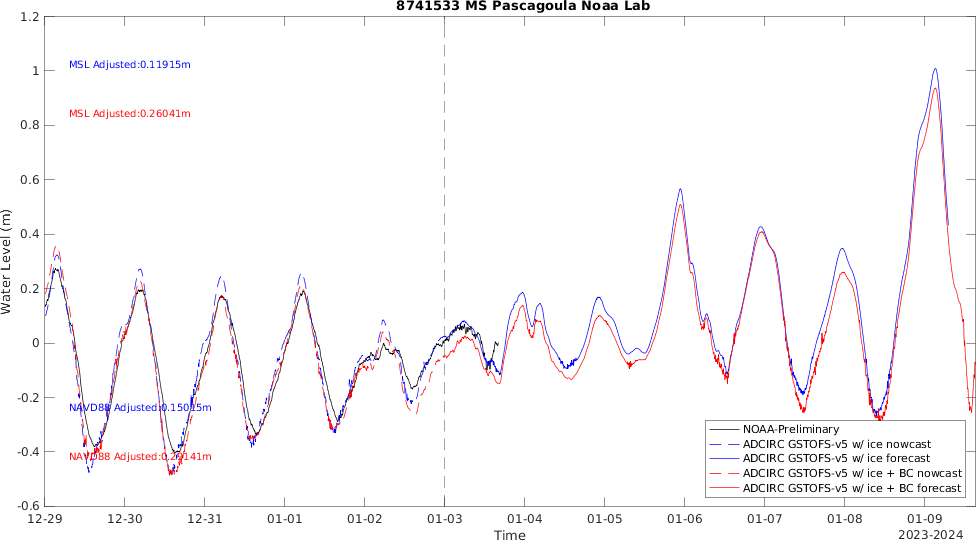 8741533 MS Pascagoula Noaa Lab
1.2
1
0.8
0.6
0.4
0.2
0
-0.2
-0.4
-0.6
Water Level (m)
MSL Adjusted:0.11915m
MSL Adjusted:0.26041m
NAVD88 Adjusted:0.15015m
NAVD88 Adjusted:0.29141m
NOAA-Preliminary
ADCIRC GSTOFS-v5 w/ ice nowcast
ADCIRC GSTOFS-v5 w/ ice forecast
ADCIRC GSTOFS-v5 w/ ice + BC nowcast
ADCIRC GSTOFS-v5 w/ ice + BC forecast
12-29 12-30 12-31 01-01 01-02 01-03 01-04 01-05 01-06 01-07 01-08 01-09
Time
2023-2024